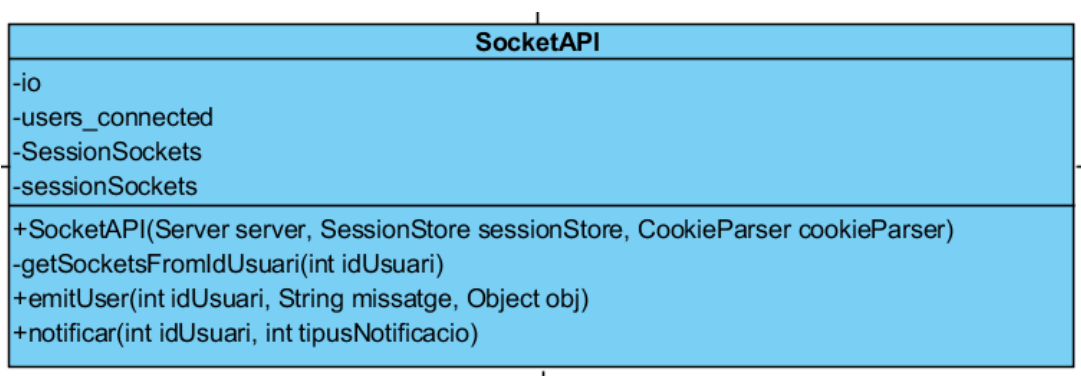 SocketAPI
-io
-users_connected
-SessionSockets
-sessionSockets
+SocketAPI(Server server, SessionStore sessionStore, CookieParser cookieParser)
-getSocketsFromIdUsuari(int idUsuari)
+emitUser(int idUsuari, String missatge, Object obj)
+notificar(int idUsuari, int tipusNotificacio)